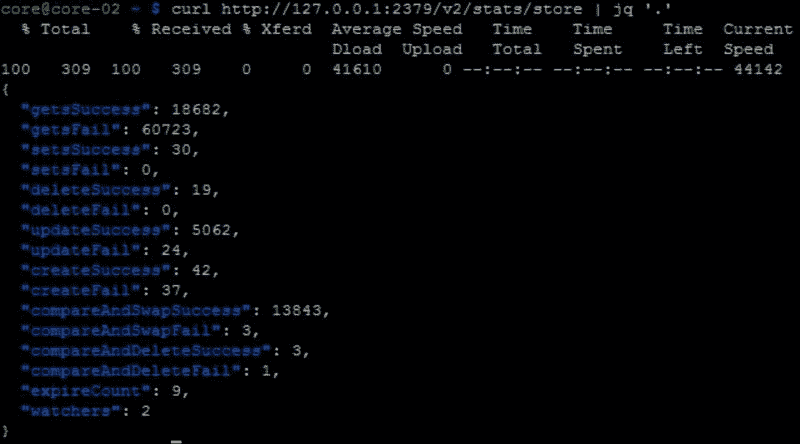 core@core-02 ~ $ curl http://127.0.0.1:2379/v2/stats/store | jq '.'
  % Total    % Received % Xferd  Average Speed   Time    Time     Time  Current
                                 Dload  Upload   Total   Spent    Left  Speed
100   309  100   309    0     0  41610      0 --:--:-- --:--:-- --:--:-- 44142
{
  "getsSuccess": 18682,
  "getsFail": 60723,
  "setsSuccess": 30,
  "setsFail": 0,
  "deleteSuccess": 19,
  "deleteFail": 0,
  "updateSuccess": 5062,
  "updateFail": 24,
  "createSuccess": 42,
  "createFail": 37,
  "compareAndSwapSuccess": 13843,
  "compareAndSwapFail": 3,
  "compareAndDeleteSuccess": 3,
  "compareAndDeleteFail": 1,
  "expireCount": 9,
  "watchers": 2
}